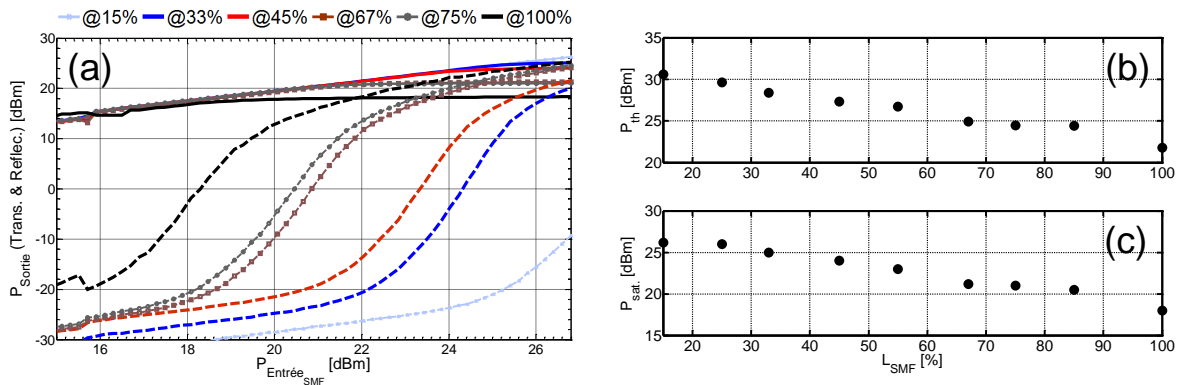 @15% @33% @45% @67% @75% @100%
(a)
P_Sortie (Trans. & Reflec.) [dBm]
30
20
10
0
-10
-20
-30
16 18 20 22 24 26
P_Entrée_SMF [dBm]
(b)
P_th [dBm]
35
30
25
20
20 30 40 50 60 70 80 90 100
(c)
P_sat. [dBm]
30
25
20
15
20 30 40 50 60 70 80 90 100
L_SMF [%]